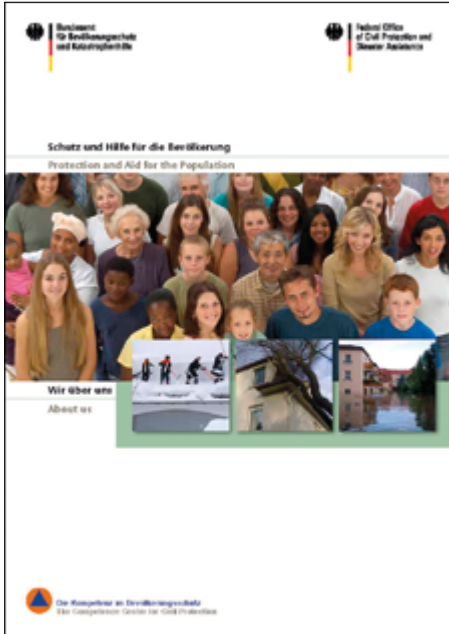 Bundesamt
für Bevölkerungsschutz
und Katastrophenhilfe
Federal Office
of Civil Protection and
Disaster Assistance
Schutz und Hilfe für die Bevölkerung
Protection and Aid for the Population
Wir über uns
About us
Die Kompetenz im Bevölkerungsschutz
The Competence Center for Civil Protection